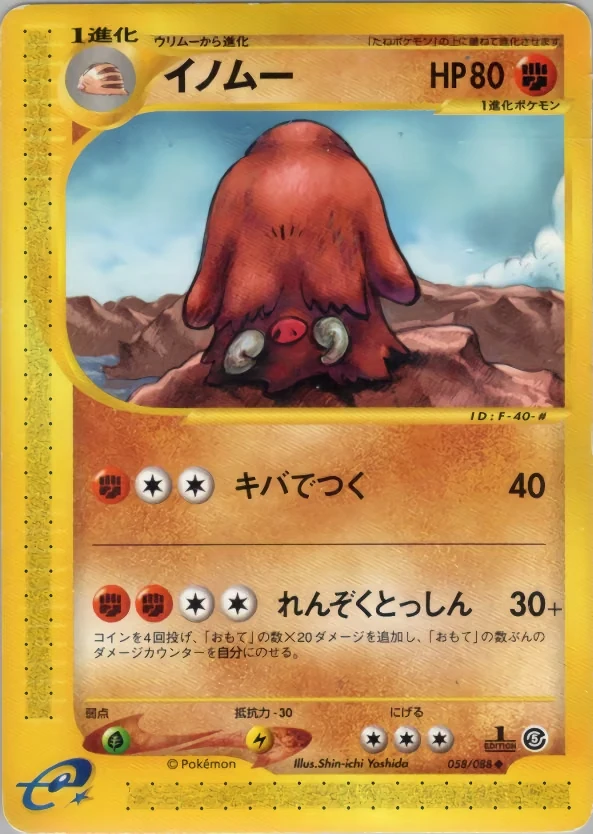 1進化
ウリムーから進化
「たねポケモン」の上に重ねて進化させます
イノムー
HP80
1進化ポケモン
ID:F-40-#
キバでつく 40
れんぞくとっしん 30+
コインを4回投げ、「おもて」の数×20ダメージを追加し、「おもて」の数ぶんの
ダメージカウンターを自分にのせる。
弱点 抵抗力-30 にげる
1
EDITION
© Pokémon Illus.Shin-ichi Yoshida 058/088◆
e